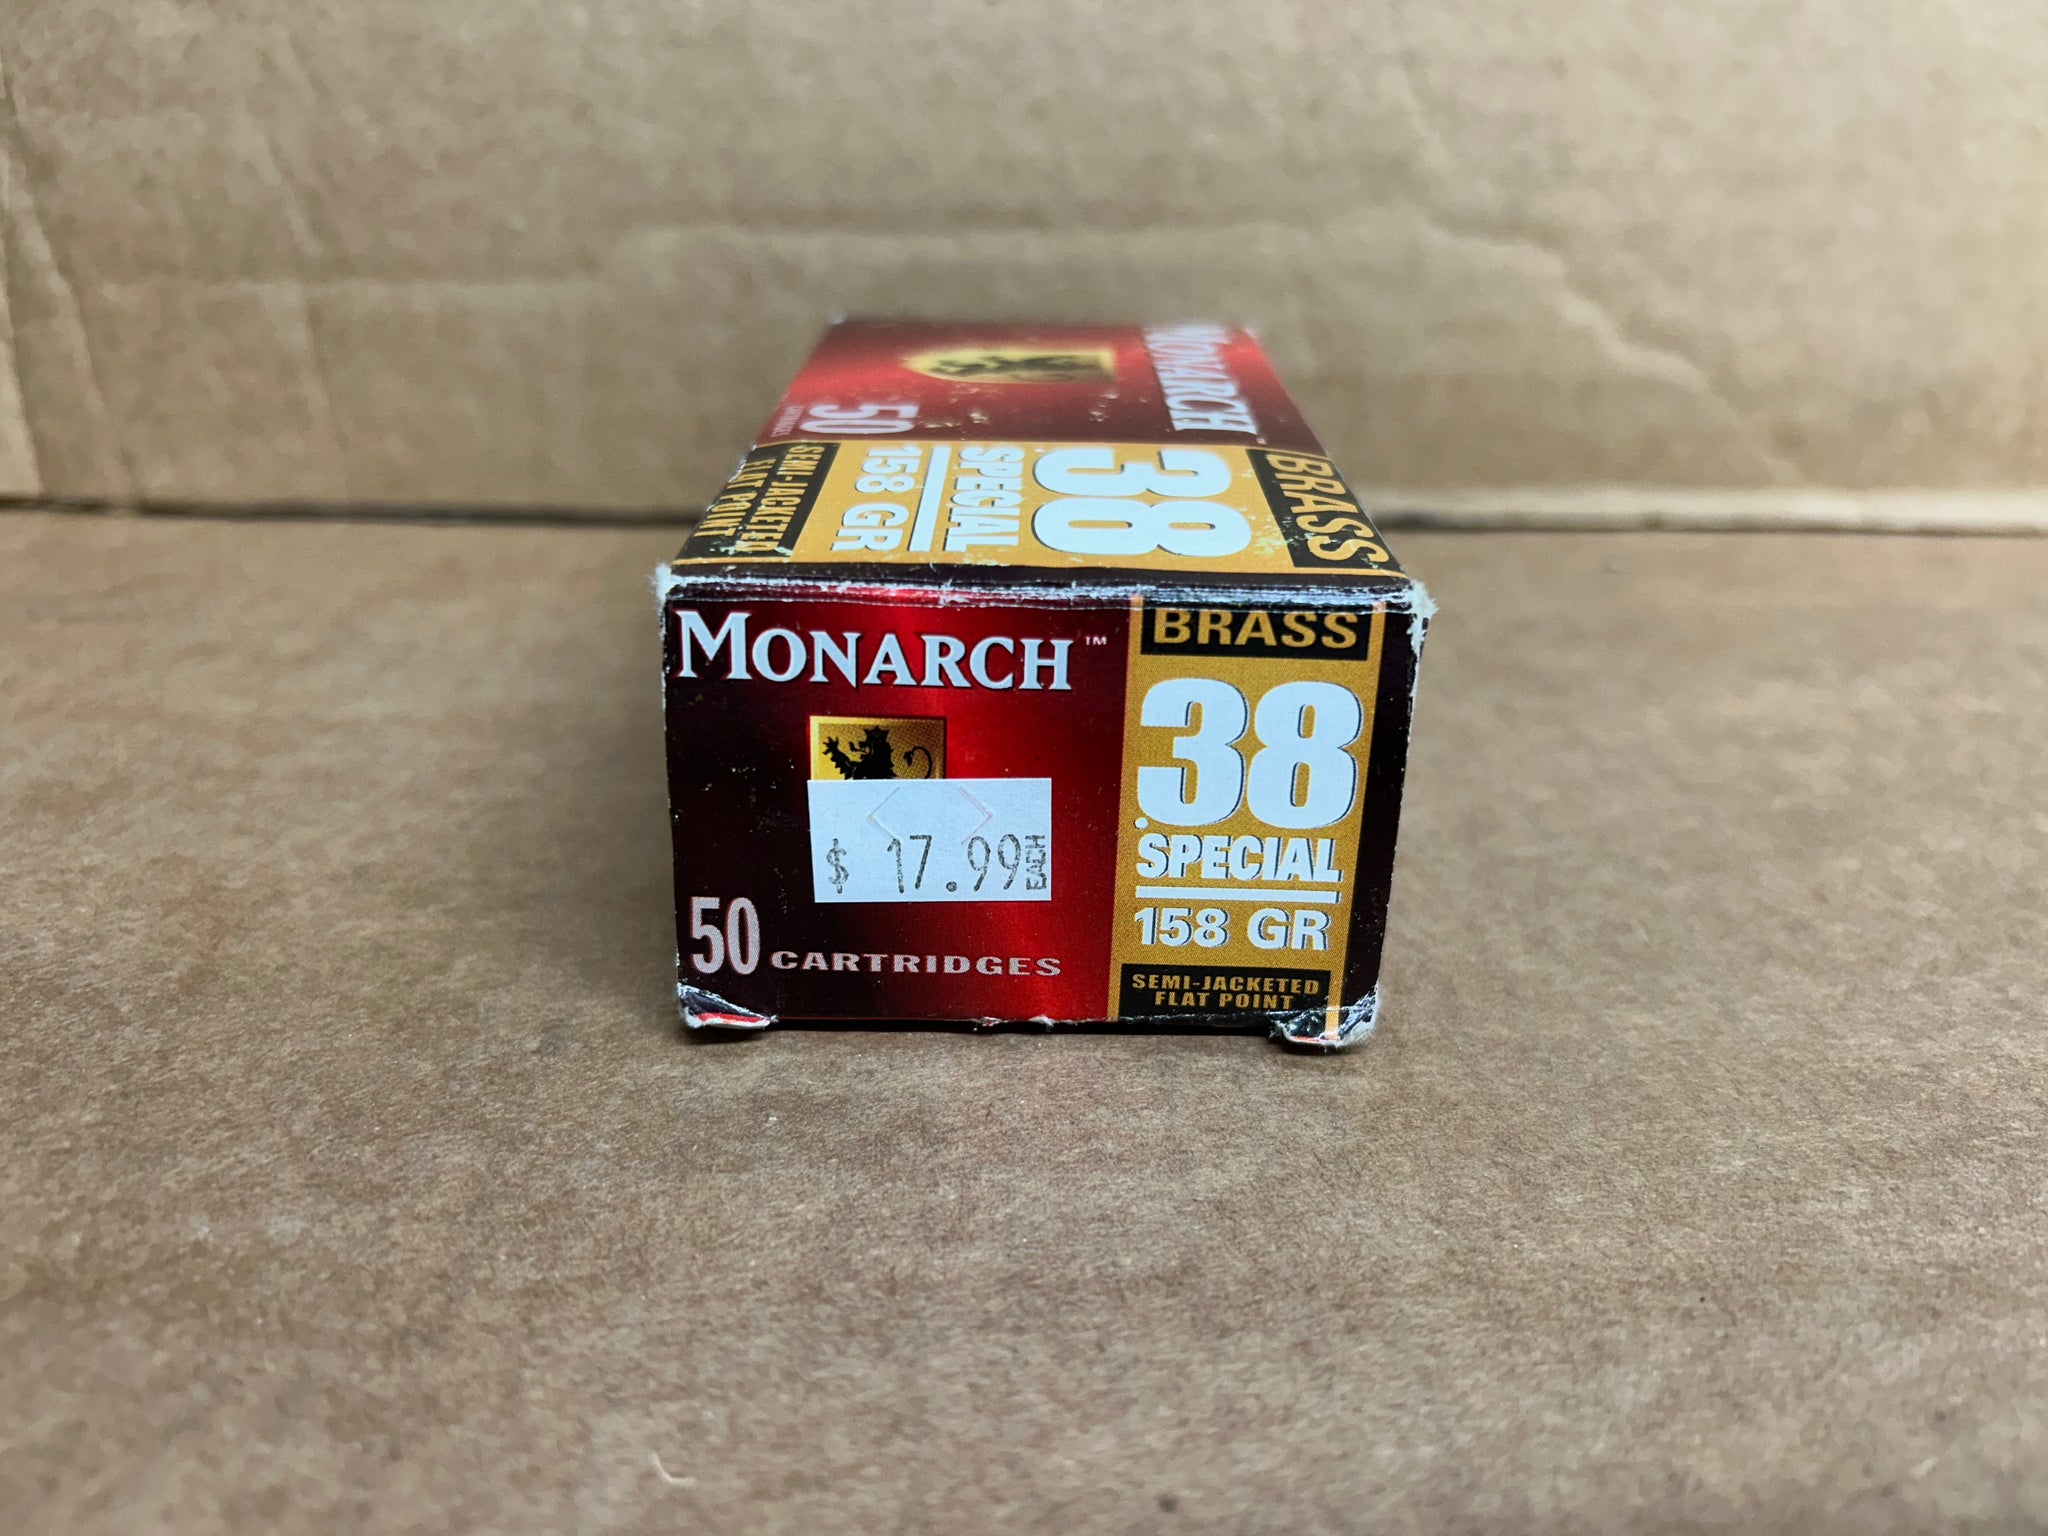 MONARCH
50
BRASS
.38
SPECIAL
158 GR
SEMI-JACKETED
FLAT POINT
MONARCH™
$ 17.99 EACH
50 CARTRIDGES
BRASS
.38
SPECIAL
158 GR
SEMI-JACKETED
FLAT POINT